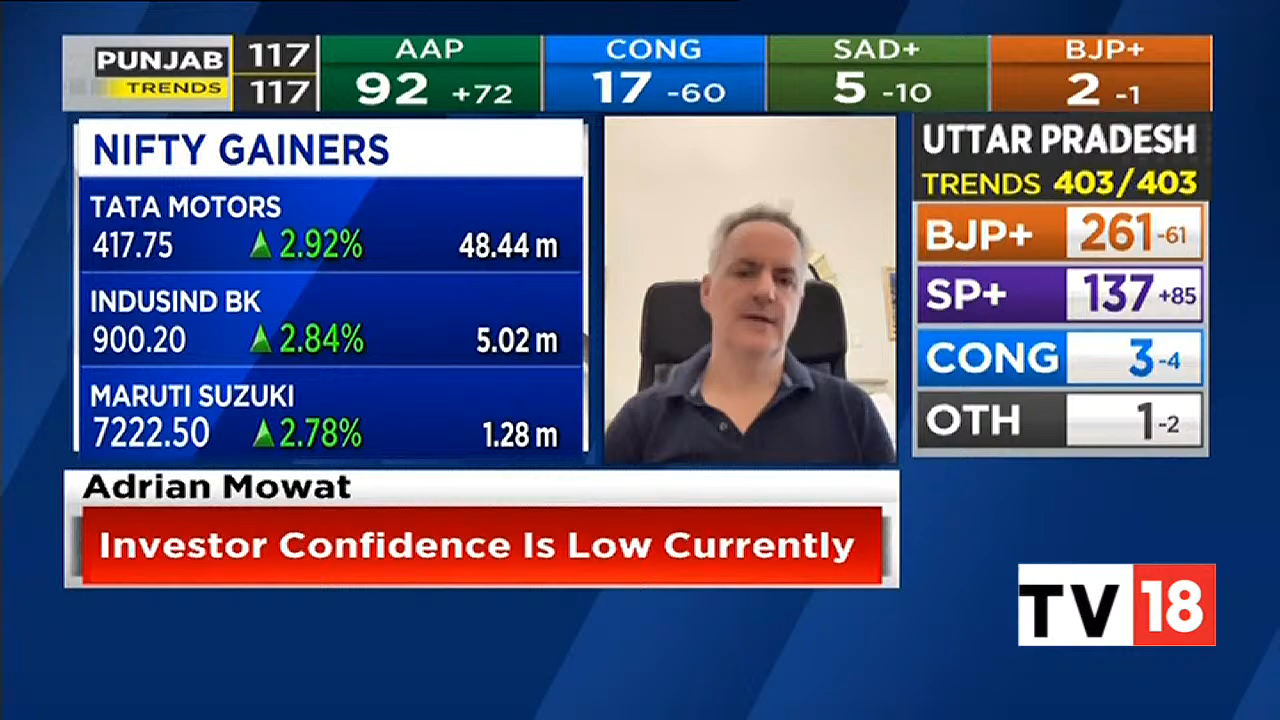 PUNJAB
TRENDS
117
117
AAP
92 +72
CONG
17 -60
SAD+
5 -10
BJP+
2 -1
NIFTY GAINERS
TATA MOTORS
417.75 ▲ 2.92% 48.44 m
INDUSIND BK
900.20 ▲ 2.84% 5.02 m
MARUTI SUZUKI
7222.50 ▲ 2.78% 1.28 m
UTTAR PRADESH
TRENDS 403/403
BJP+ 261 -61
SP+ 137 +85
CONG 3 -4
OTH 1 -2
Adrian Mowat
Investor Confidence Is Low Currently
TV18